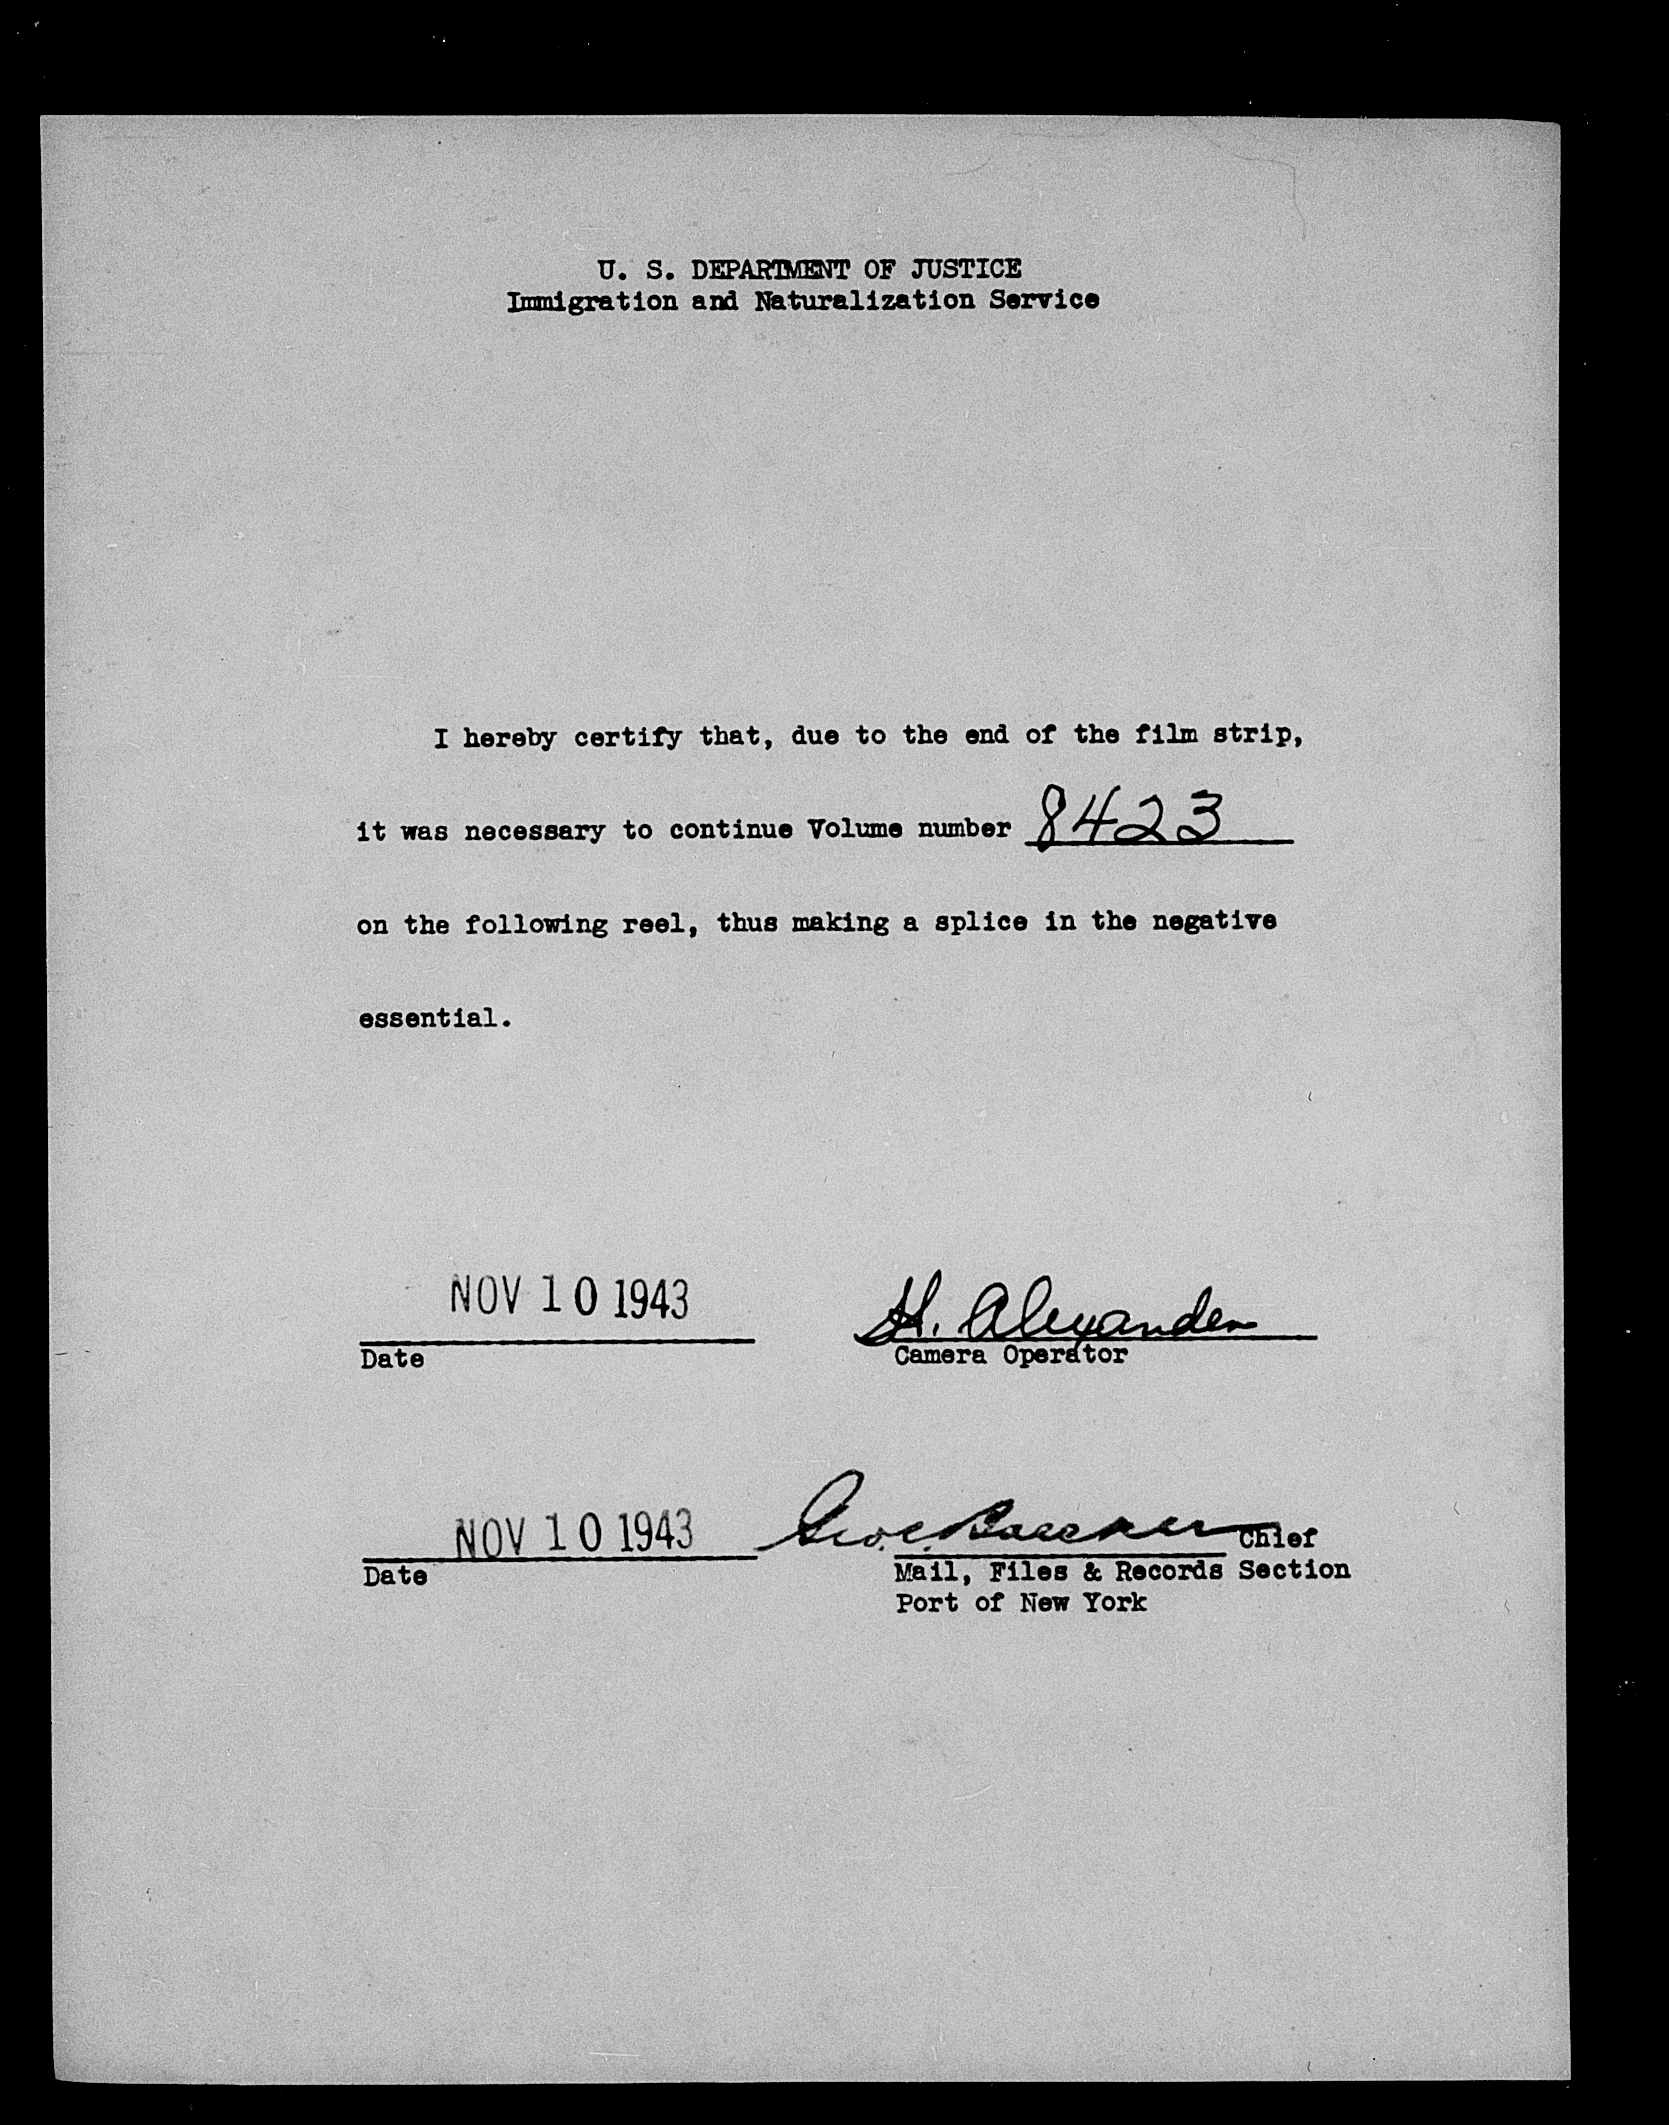 U. S. DEPARTMENT OF JUSTICE
Immigration and Naturalization Service
I hereby certify that, due to the end of the film strip,
it was necessary to continue Volume number 8423
on the following reel, thus making a splice in the negative
essential.
NOV 10 1943 H. Alexander
Date Camera Operator
NOV 10 1943 Geo. C. Chief
Date Mail, Files & Records Section
Port of New York